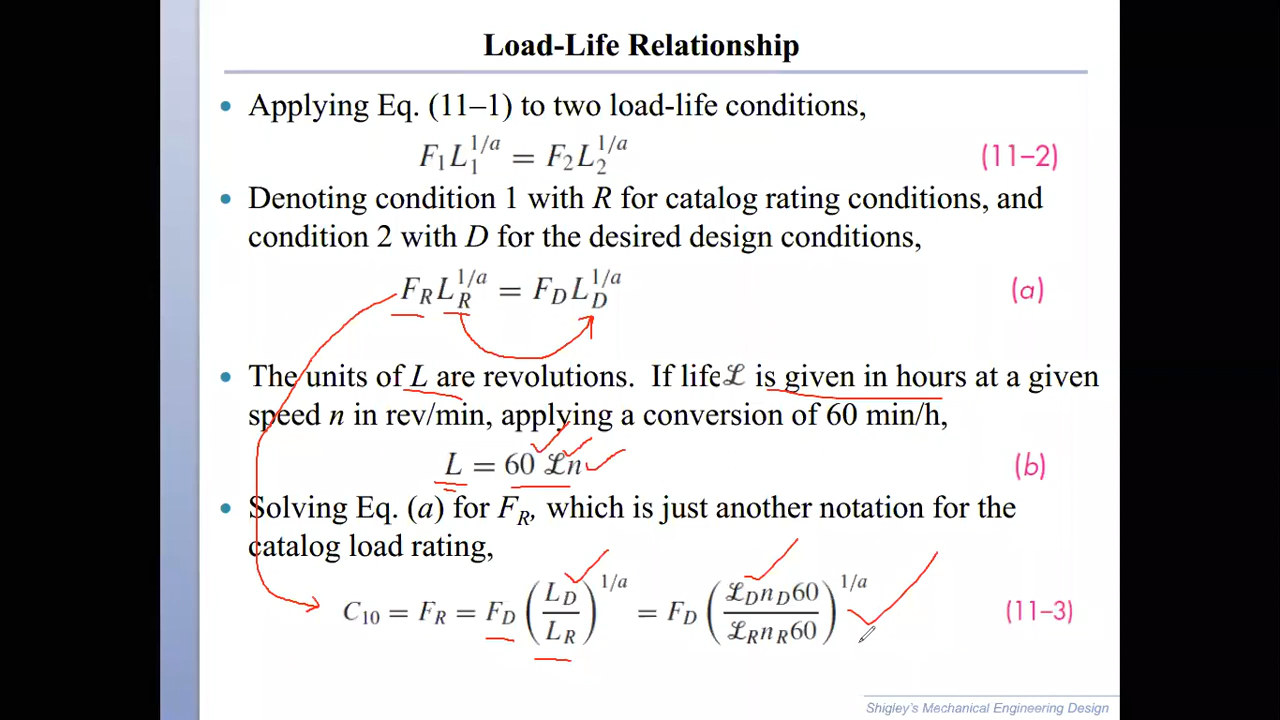 Load-Life Relationship
• Applying Eq. (11–1) to two load-life conditions,
F₁L₁^{1/a} = F₂L₂^{1/a} (11–2)
• Denoting condition 1 with R for catalog rating conditions, and
condition 2 with D for the desired design conditions,
F_R L_R^{1/a} = F_D L_D^{1/a} (a)
• The units of L are revolutions. If life ℒ is given in hours at a given
speed n in rev/min, applying a conversion of 60 min/h,
L = 60 ℒn (b)
• Solving Eq. (a) for F_R, which is just another notation for the
catalog load rating,
C₁₀ = F_R = F_D (L_D / L_R)^{1/a} = F_D (ℒ_D n_D 60 / ℒ_R n_R 60)^{1/a} (11–3)
Shigley's Mechanical Engineering Design